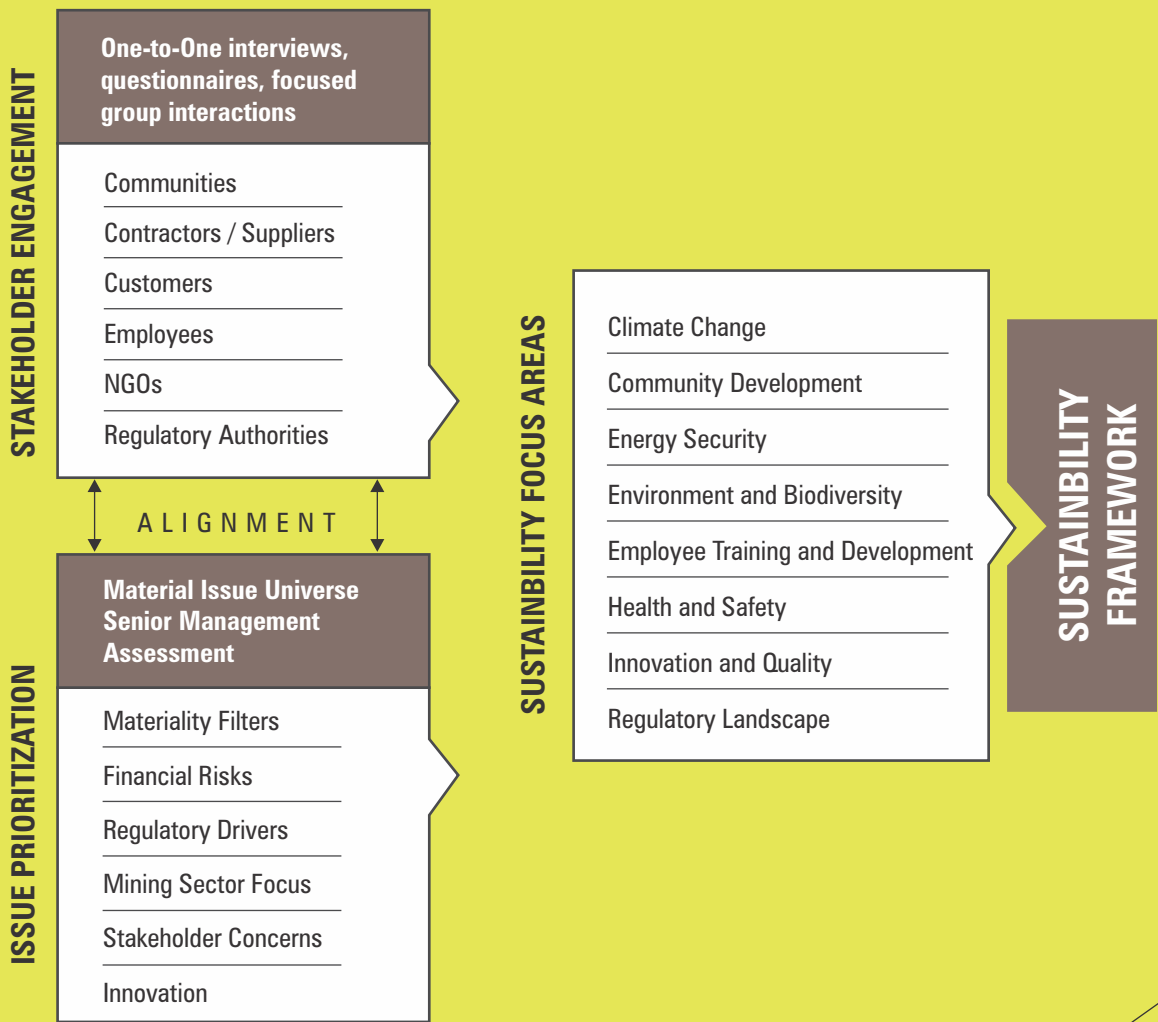 STAKEHOLDER ENGAGEMENT
One-to-One interviews,
questionnaires, focused
group interactions
Communities
Contractors / Suppliers
Customers
Employees
NGOs
Regulatory Authorities
ALIGNMENT
ISSUE PRIORITIZATION
Material Issue Universe
Senior Management
Assessment
Materiality Filters
Financial Risks
Regulatory Drivers
Mining Sector Focus
Stakeholder Concerns
Innovation
SUSTAINBILITY FOCUS AREAS
Climate Change
Community Development
Energy Security
Environment and Biodiversity
Employee Training and Development
Health and Safety
Innovation and Quality
Regulatory Landscape
SUSTAINBILITY
FRAMEWORK